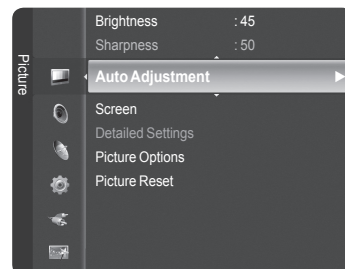 Picture
Brightness : 45
Sharpness : 50
Auto Adjustment
Screen
Detailed Settings
Picture Options
Picture Reset